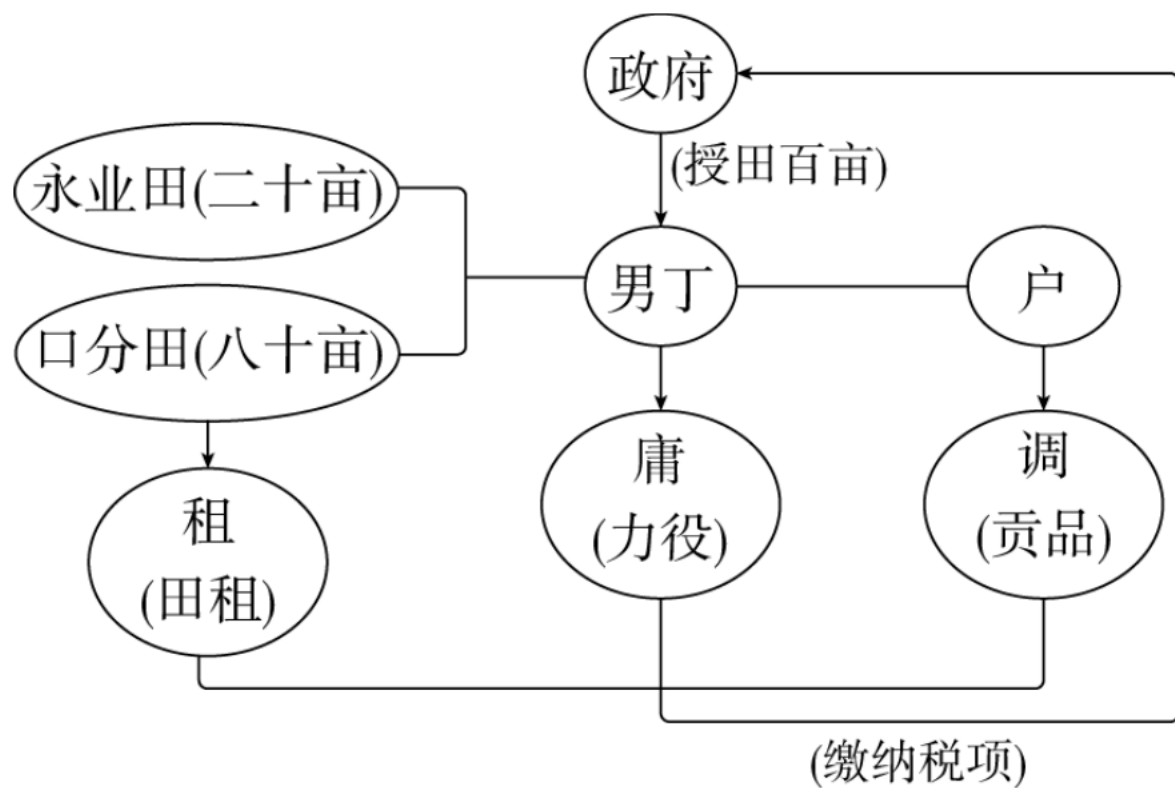 政府
(授田百亩)
永业田(二十亩)
男丁
户
口分田(八十亩)
租
(田租)
庸
(力役)
调
(贡品)
(缴纳税项)